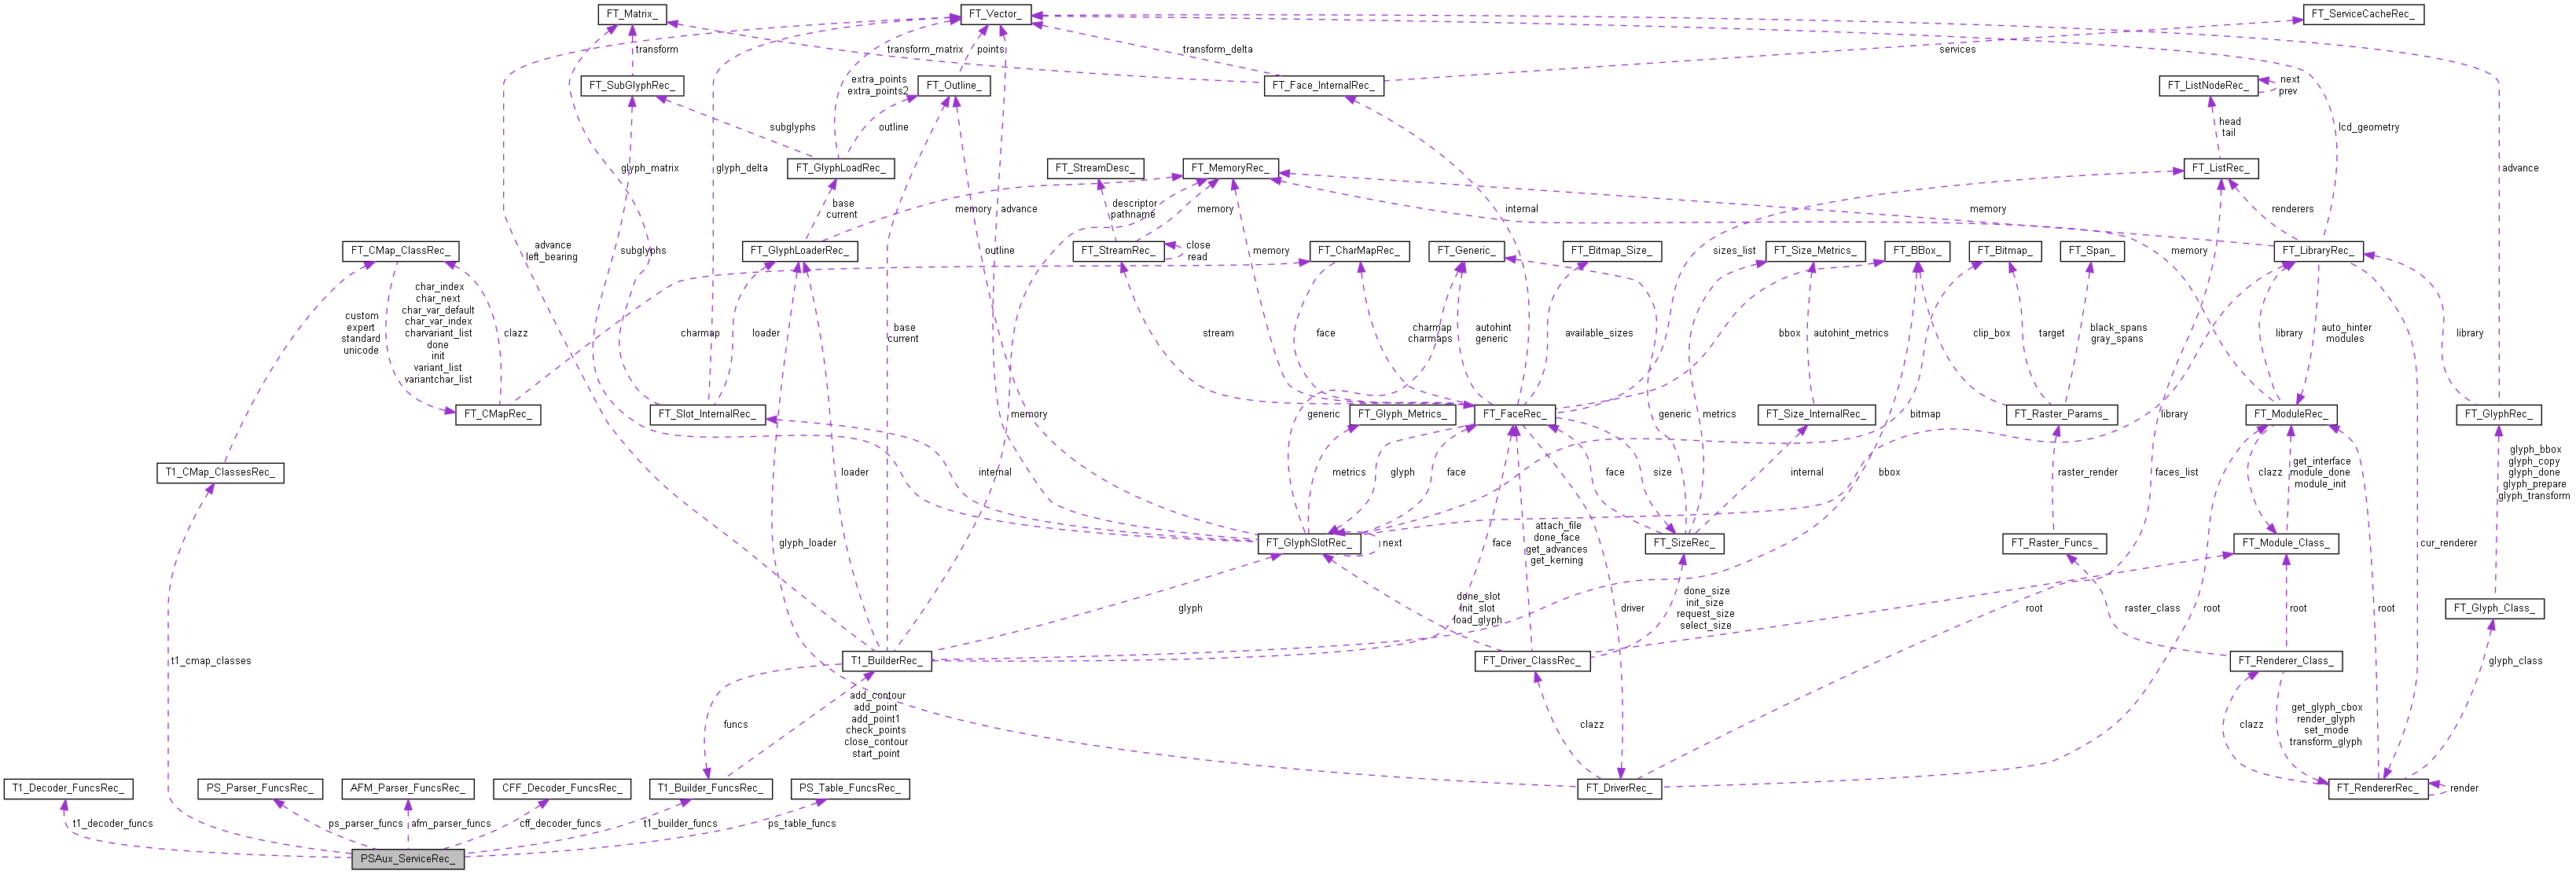 FT_Matrix_
FT_Vector_
FT_ServiceCacheRec_
transform
transform_matrix
points
transform_delta
services
FT_SubGlyphRec_
extra_points
extra_points2
FT_Outline_
FT_Face_InternalRec_
FT_ListNodeRec_
next
prev
subglyphs
outline
head
tail
lcd_geometry
glyph_matrix
glyph_delta
FT_GlyphLoadRec_
FT_StreamDesc_
FT_MemoryRec_
FT_ListRec_
advance
base
current
memory
advance
descriptor
pathname
memory
internal
memory
renderers
advance
left_bearing
subglyphs
FT_CMap_ClassRec_
FT_GlyphLoaderRec_
outline
FT_StreamRec_
close
read
memory
FT_CharMapRec_
FT_Generic_
FT_Bitmap_Size_
sizes_list
FT_Size_Metrics_
FT_BBox_
FT_Bitmap_
FT_Span_
memory
FT_LibraryRec_
custom
expert
standard
unicode
char_index
char_next
char_var_default
char_var_index
charvariant_list
done
init
variant_list
variantchar_list
clazz
charmap
loader
base
current
stream
face
charmap
charmaps
autohint
generic
available_sizes
bbox
autohint_metrics
clip_box
target
black_spans
gray_spans
library
auto_hinter
modules
library
FT_CMapRec_
FT_Slot_InternalRec_
memory
generic
FT_Glyph_Metrics_
FT_FaceRec_
generic
metrics
FT_Size_InternalRec_
bitmap
FT_Raster_Params_
library
FT_ModuleRec_
FT_GlyphRec_
T1_CMap_ClassesRec_
loader
internal
metrics
glyph
face
size
face
internal
bbox
raster_render
faces_list
clazz
get_interface
module_done
module_init
glyph_bbox
glyph_copy
glyph_done
glyph_prepare
glyph_transform
glyph_loader
FT_GlyphSlotRec_
next
face
attach_file
done_face
get_advances
get_kerning
FT_SizeRec_
FT_Raster_Funcs_
FT_Module_Class_
cur_renderer
glyph
done_slot
init_slot
load_glyph
driver
done_size
init_size
request_size
select_size
root
raster_class
root
root
root
FT_Glyph_Class_
t1_cmap_classes
T1_BuilderRec_
FT_Driver_ClassRec_
FT_Renderer_Class_
glyph_class
funcs
add_contour
add_point
add_point1
check_points
close_contour
start_point
clazz
clazz
get_glyph_cbox
render_glyph
set_mode
transform_glyph
T1_Decoder_FuncsRec_
PS_Parser_FuncsRec_
AFM_Parser_FuncsRec_
CFF_Decoder_FuncsRec_
T1_Builder_FuncsRec_
PS_Table_FuncsRec_
FT_DriverRec_
FT_RendererRec_
render
t1_decoder_funcs
ps_parser_funcs
afm_parser_funcs
cff_decoder_funcs
t1_builder_funcs
ps_table_funcs
PSAux_ServiceRec_